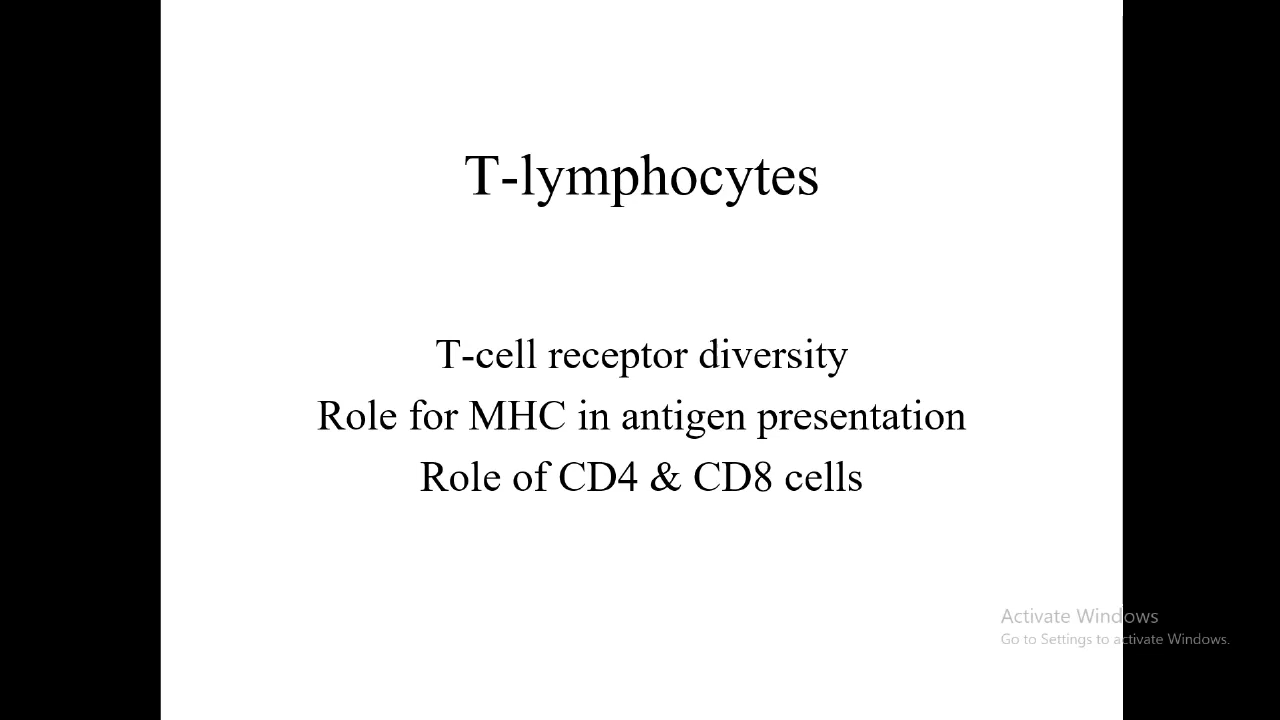 T-lymphocytes
T-cell receptor diversity
Role for MHC in antigen presentation
Role of CD4 & CD8 cells
Activate Windows
Go to Settings to activate Windows.